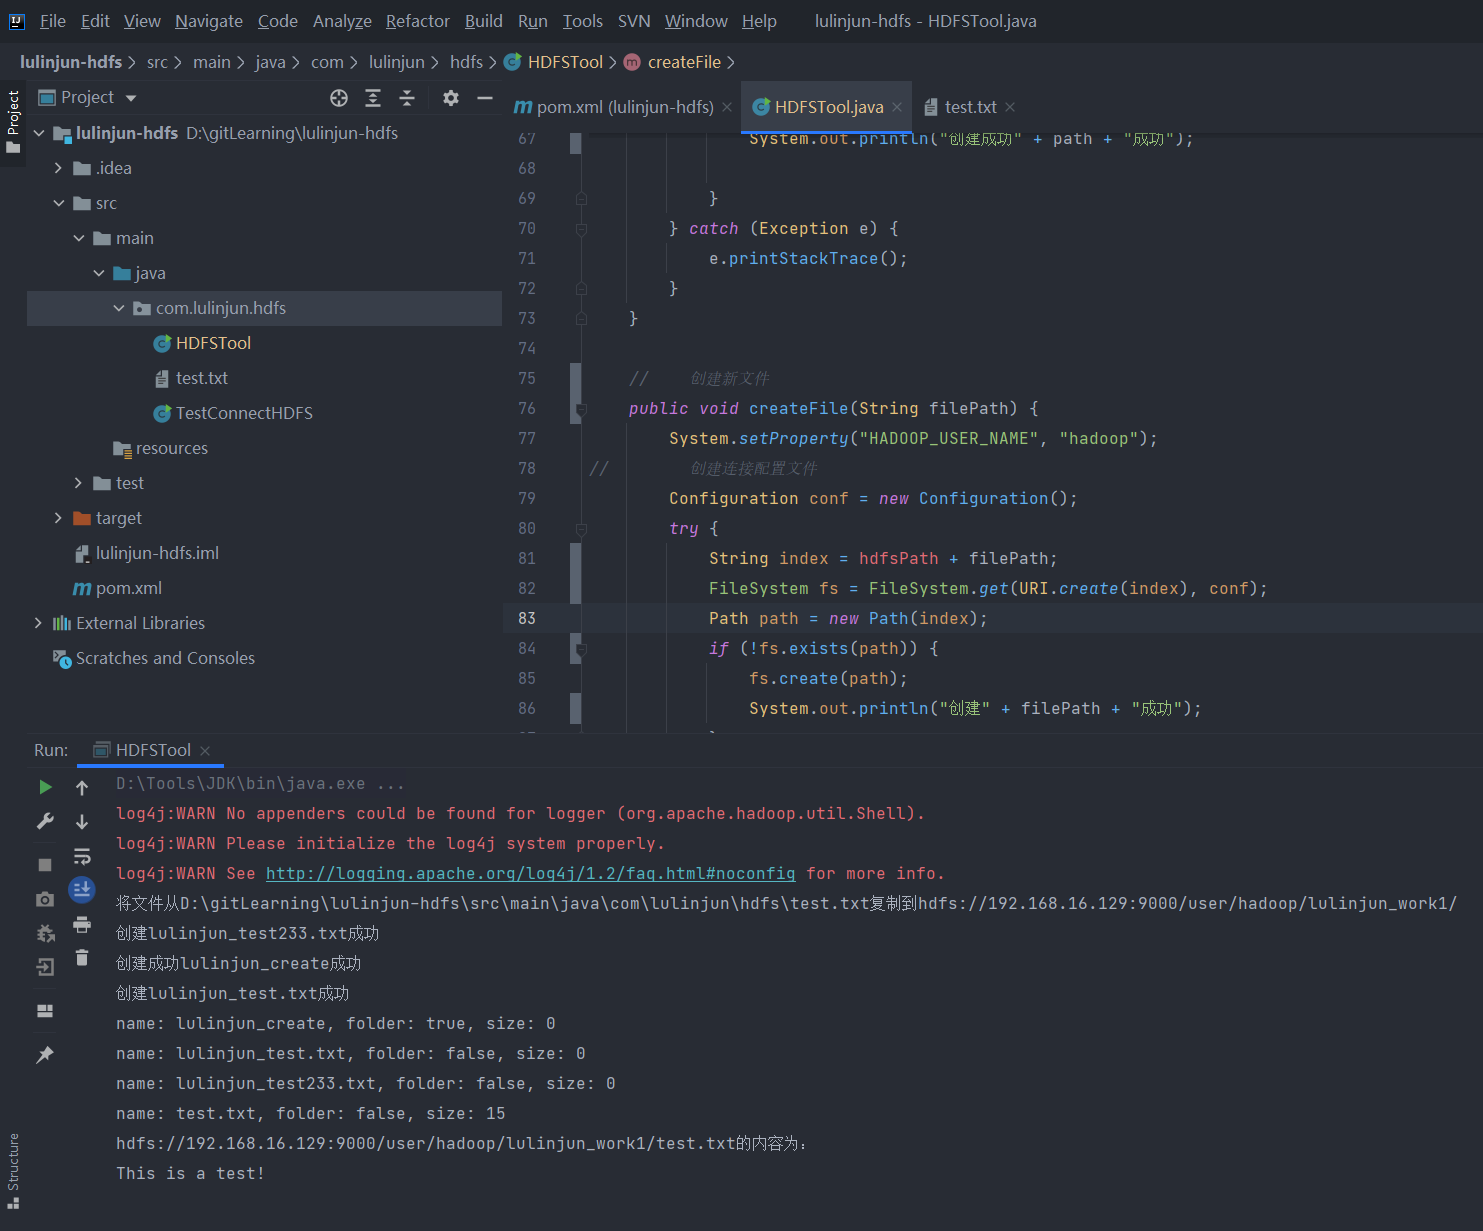 File Edit View Navigate Code Analyze Refactor Build Run Tools SVN Window Help lulinjun-hdfs - HDFSTool.java
lulinjun-hdfs src main java com lulinjun hdfs HDFSTool createFile
Project
Project
pom.xml (lulinjun-hdfs) HDFSTool.java test.txt
lulinjun-hdfs D:\gitLearning\lulinjun-hdfs
.idea
src
main
java
com.lulinjun.hdfs
HDFSTool
test.txt
TestConnectHDFS
resources
test
target
lulinjun-hdfs.iml
pom.xml
External Libraries
Scratches and Consoles
67 System.out.println("创建成功" + path + "成功");
68
69 }
70 } catch (Exception e) {
71 e.printStackTrace();
72 }
73 }
74
75 // 创建新文件
76 public void createFile(String filePath) {
77 System.setProperty("HADOOP_USER_NAME", "hadoop");
78 // 创建连接配置文件
79 Configuration conf = new Configuration();
80 try {
81 String index = hdfsPath + filePath;
82 FileSystem fs = FileSystem.get(URI.create(index), conf);
83 Path path = new Path(index);
84 if (!fs.exists(path)) {
85 fs.create(path);
86 System.out.println("创建" + filePath + "成功");
Run: HDFSTool
D:\Tools\JDK\bin\java.exe ...
log4j:WARN No appenders could be found for logger (org.apache.hadoop.util.Shell).
log4j:WARN Please initialize the log4j system properly.
log4j:WARN See http://logging.apache.org/log4j/1.2/faq.html#noconfig for more info.
将文件从D:\gitLearning\lulinjun-hdfs\src\main\java\com\lulinjun\hdfs\test.txt复制到hdfs://192.168.16.129:9000/user/hadoop/lulinjun_work1/
创建lulinjun_test233.txt成功
创建成功lulinjun_create成功
创建lulinjun_test.txt成功
name: lulinjun_create, folder: true, size: 0
name: lulinjun_test.txt, folder: false, size: 0
name: lulinjun_test233.txt, folder: false, size: 0
name: test.txt, folder: false, size: 15
hdfs://192.168.16.129:9000/user/hadoop/lulinjun_work1/test.txt的内容为：
This is a test!
Structure